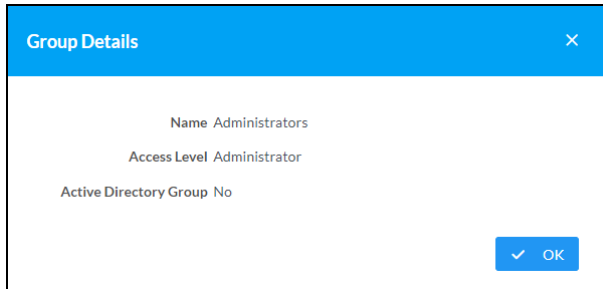 Group Details
Name Administrators
Access Level Administrator
Active Directory Group No
OK